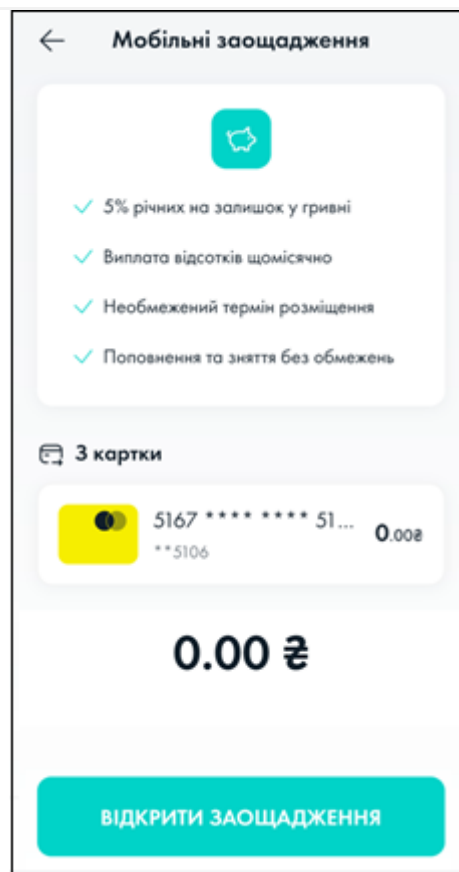 Мобільні заощадження
5% річних на залишок у гривні
Виплата відсотків щомісячно
Необмежений термін розміщення
Поповнення та зняття без обмежень
З картки
5167 **** **** 51... 0.00₴
**5106
0.00 ₴
ВІДКРИТИ ЗАОЩАДЖЕННЯ